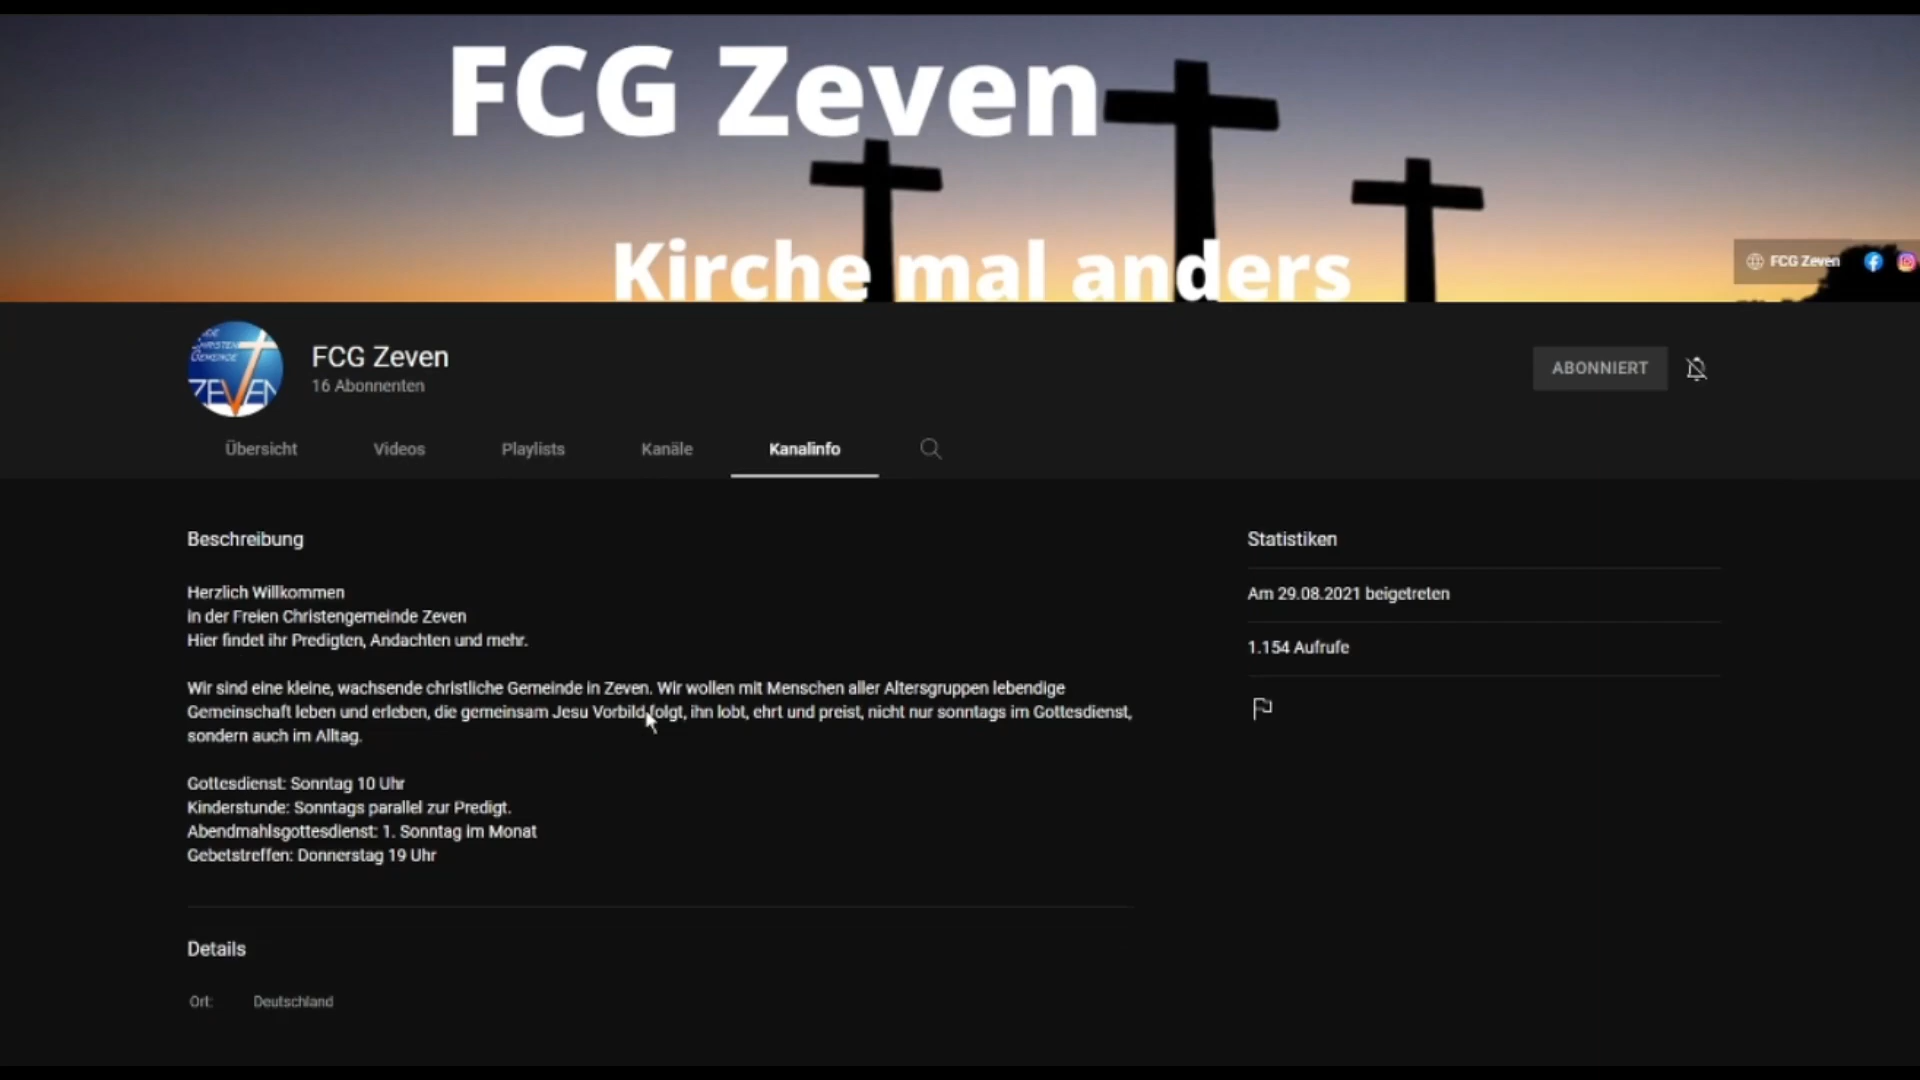 FCG Zeven
Kirche mal anders
FCG Zeven
CHRISTEN
GEMEINDE
ZEVEN
FCG Zeven
16 Abonnenten
ABONNIERT
Übersicht Videos Playlists Kanäle Kanalinfo
Beschreibung
Herzlich Willkommen
in der Freien Christengemeinde Zeven
Hier findet ihr Predigten, Andachten und mehr.
Wir sind eine kleine, wachsende christliche Gemeinde in Zeven. Wir wollen mit Menschen aller Altersgruppen lebendige
Gemeinschaft leben und erleben, die gemeinsam Jesu Vorbild folgt, ihn lobt, ehrt und preist, nicht nur sonntags im Gottesdienst,
sondern auch im Alltag.
Gottesdienst: Sonntag 10 Uhr
Kinderstunde: Sonntags parallel zur Predigt.
Abendmahlsgottesdienst: 1. Sonntag im Monat
Gebetstreffen: Donnerstag 19 Uhr
Details
Ort: Deutschland
Statistiken
Am 29.08.2021 beigetreten
1.154 Aufrufe